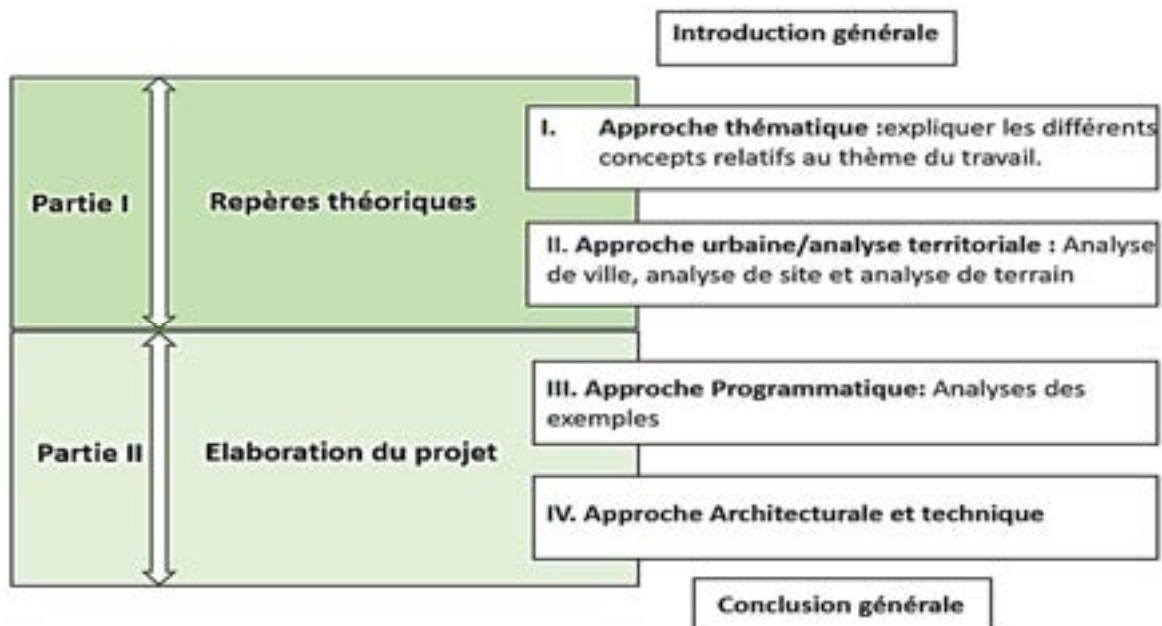 Introduction générale
I. Approche thématique :expliquer les différents
concepts relatifs au thème du travail.
Partie I
Repères théoriques
II. Approche urbaine/analyse territoriale : Analyse
de ville, analyse de site et analyse de terrain
III. Approche Programmatique: Analyses des
exemples
Partie II
Elaboration du projet
IV. Approche Architecturale et technique
Conclusion générale